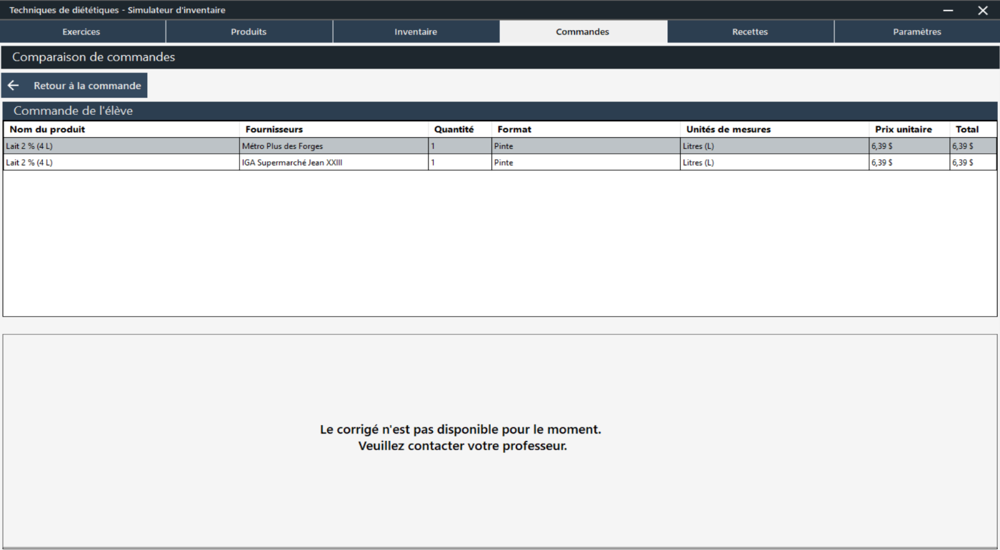 Techniques de diététiques - Simulateur d'inventaire
Exercices Produits Inventaire Commandes Recettes Paramètres
Comparaison de commandes
Retour à la commande
Commande de l'élève
Nom du produit Fournisseurs Quantité Format Unités de mesures Prix unitaire Total
Lait 2 % (4 L) Métro Plus des Forges 1 Pinte Litres (L) 6,39 $ 6,39 $
Lait 2 % (4 L) IGA Supermarché Jean XXIII 1 Pinte Litres (L) 6,39 $ 6,39 $
Le corrigé n'est pas disponible pour le moment.
Veuillez contacter votre professeur.